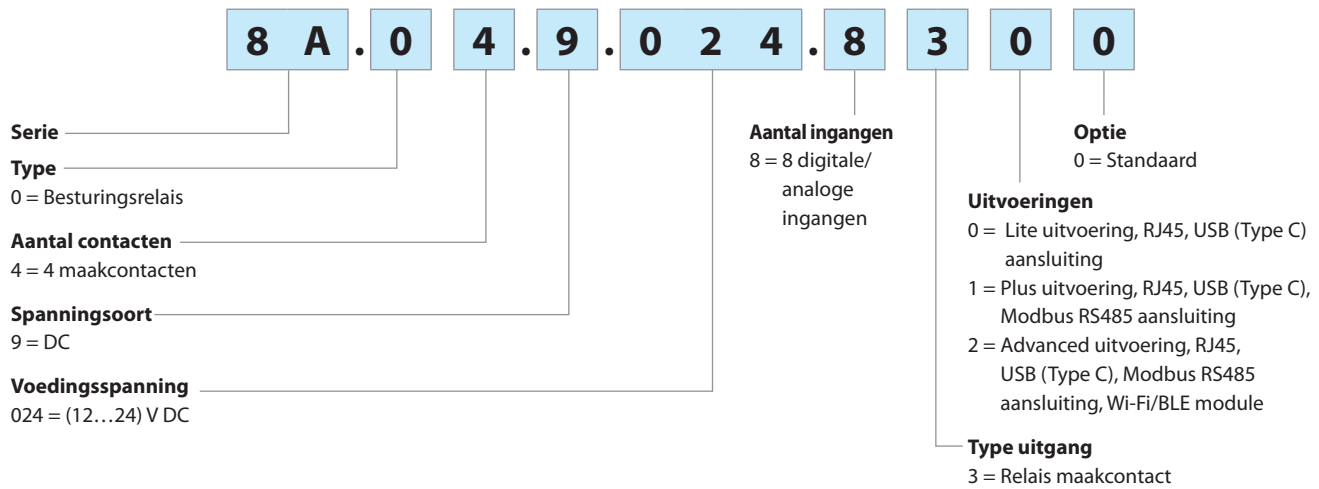 8 A . 0 4 . 9 . 0 2 4 . 8 3 0 0
Serie
Type
0 = Besturingsrelais
Aantal contacten
4 = 4 maakcontacten
Spanningsoort
9 = DC
Voedingsspanning
024 = (12…24) V DC
Aantal ingangen
8 = 8 digitale/
analoge
ingangen
Optie
0 = Standaard
Uitvoeringen
0 = Lite uitvoering, RJ45, USB (Type C)
aansluiting
1 = Plus uitvoering, RJ45, USB (Type C),
Modbus RS485 aansluiting
2 = Advanced uitvoering, RJ45,
USB (Type C), Modbus RS485
aansluiting, Wi-Fi/BLE module
Type uitgang
3 = Relais maakcontact